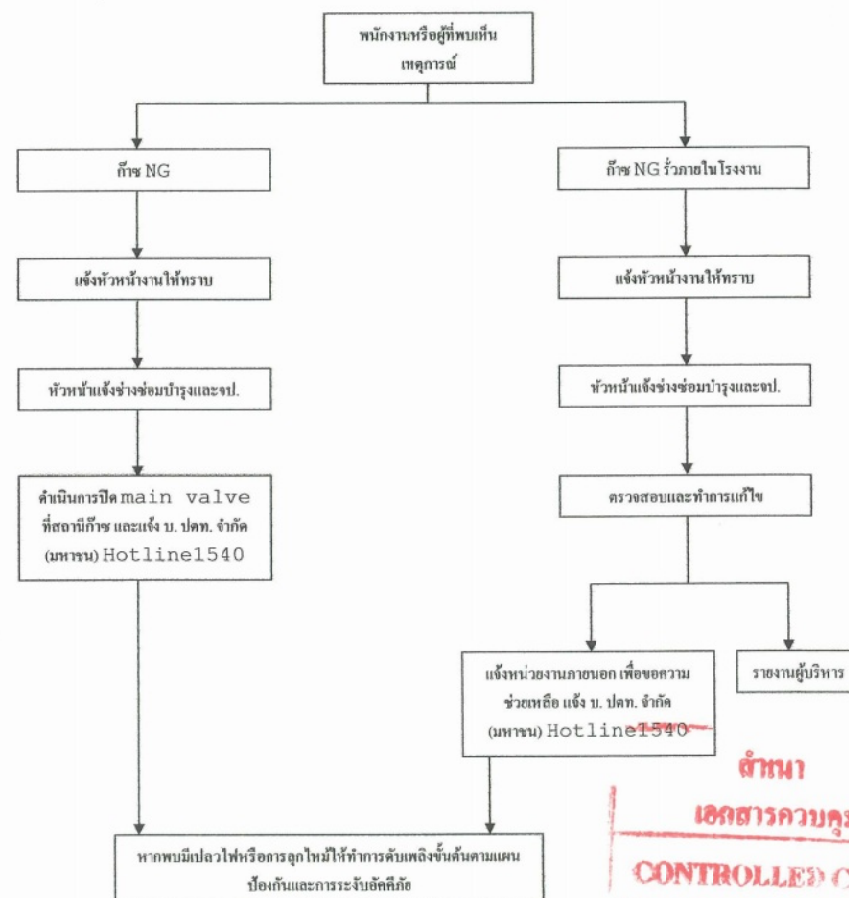 พนักงานหรือผู้ที่พบเห็น
เหตุการณ์
ก๊าซ NG
ก๊าซ NG รั่วภายในโรงงาน
แจ้งหัวหน้างานให้ทราบ
แจ้งหัวหน้างานให้ทราบ
หัวหน้าแจ้งช่างซ่อมบำรุงและจป.
หัวหน้าแจ้งช่างซ่อมบำรุงและจป.
ดำเนินการปิด main valve
ที่สถานีก๊าซ และแจ้ง บ. ปตท. จำกัด
(มหาชน) Hotline1540
ตรวจสอบและทำการแก้ไข
แจ้งหน่วยงานภายนอก เพื่อขอความ
ช่วยเหลือ แจ้ง บ. ปตท. จำกัด
(มหาชน) Hotline1540
รายงานผู้บริหาร
สำเนา
เอกสารควบคุม
CONTROLLED C
หากพบมีเปลวไฟหรือการลุกไหม้ให้ทำการดับเพลิงขั้นต้นตามแผน
ป้องกันและการระงับอัคคีภัย